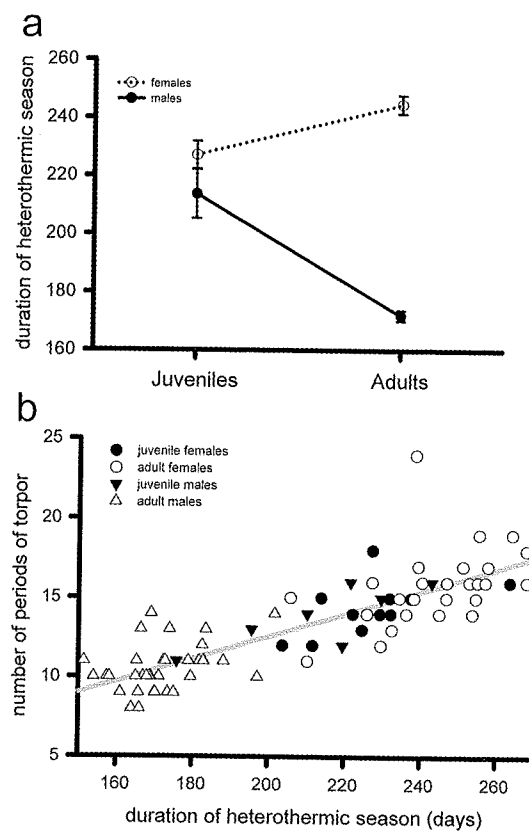 a
260
240
220
200
180
160
duration of heterothermic season
females
males
Juveniles
Adults
b
25
20
15
10
5
number of periods of torpor
juvenile females
adult females
juvenile males
adult males
160
180
200
220
240
260
duration of heterothermic season (days)